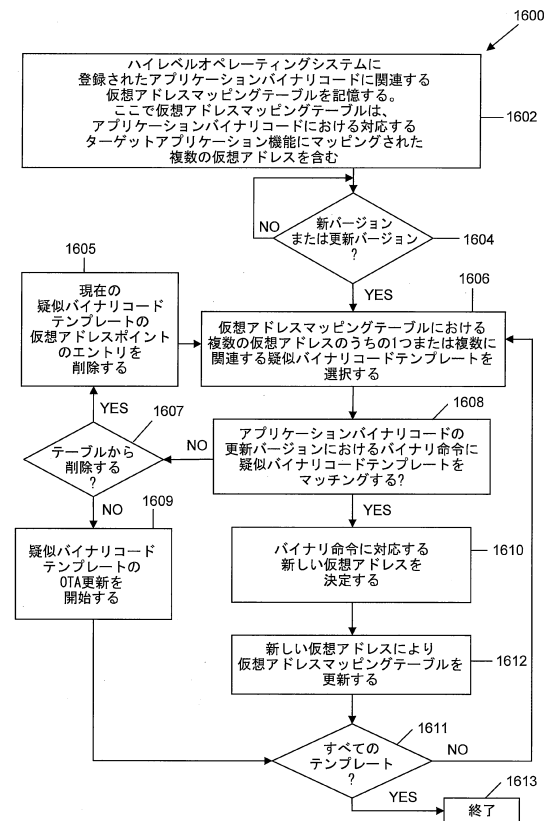 1600
ハイレベルオペレーティングシステムに
登録されたアプリケーションバイナリコードに関連する
仮想アドレスマッピングテーブルを記憶する。
ここで仮想アドレスマッピングテーブルは、
アプリケーションバイナリコードにおける対応する
ターゲットアプリケーション機能にマッピングされた
複数の仮想アドレスを含む
1602
NO
新バージョン
または更新バージョン
?
1604
YES
1605
現在の
疑似バイナリコード
テンプレートの
仮想アドレスポイント
のエントリを
削除する
1606
仮想アドレスマッピングテーブルにおける
複数の仮想アドレスのうちの1つまたは複数に
関連する疑似バイナリコードテンプレートを
選択する
YES
1607
テーブルから
削除する
?
NO
1608
アプリケーションバイナリコードの
更新バージョンにおけるバイナリ命令に
疑似バイナリコードテンプレートを
マッチングする?
NO
YES
1609
疑似バイナリコード
テンプレートの
OTA更新を
開始する
バイナリ命令に対応する
新しい仮想アドレスを
決定する
1610
新しい仮想アドレスにより
仮想アドレスマッピングテーブルを
更新する
1612
1611
すべての
テンプレート
?
NO
YES
1613
終了